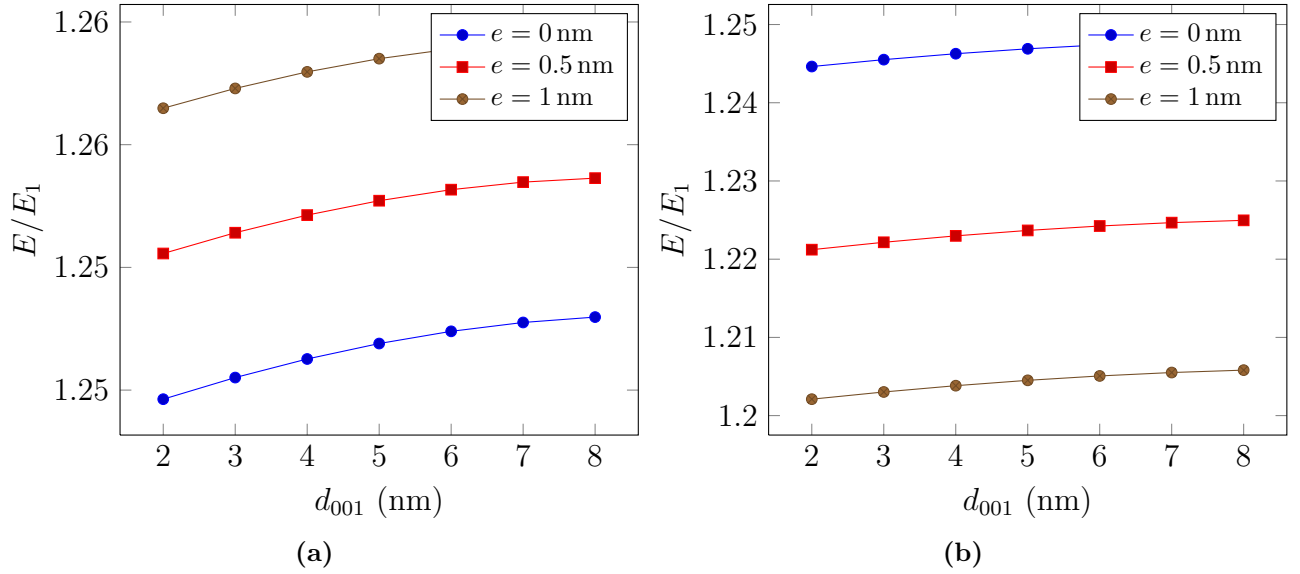 1.26
1.26
1.25
1.25
E/E₁
2 3 4 5 6 7 8
d₀₀₁ (nm)
e = 0 nm
e = 0.5 nm
e = 1 nm
(a)
1.25
1.24
1.23
1.22
1.21
1.2
E/E₁
2 3 4 5 6 7 8
d₀₀₁ (nm)
e = 0 nm
e = 0.5 nm
e = 1 nm
(b)